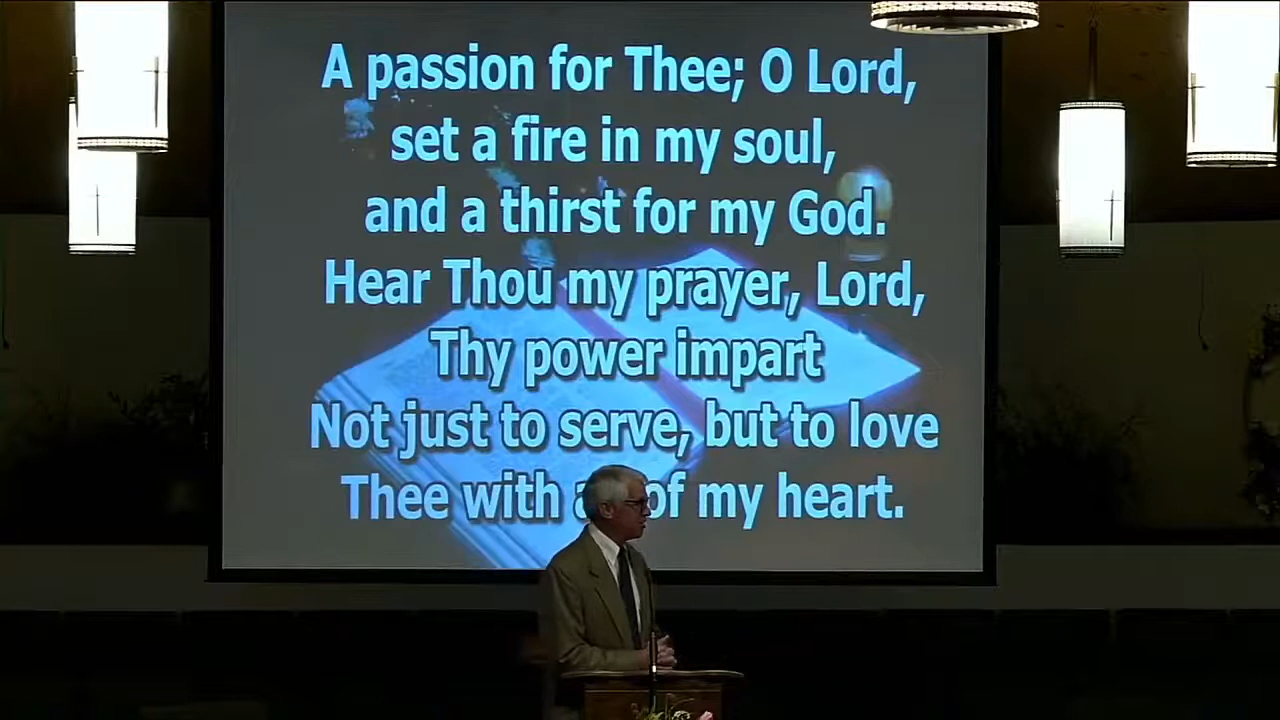 A passion for Thee; O Lord,
set a fire in my soul,
and a thirst for my God.
Hear Thou my prayer, Lord,
Thy power impart
Not just to serve, but to love
Thee with of my heart.